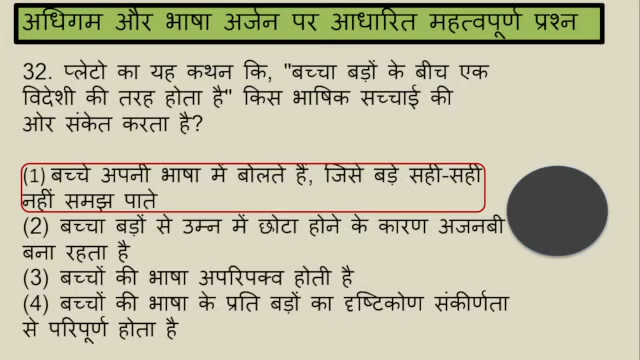 अधिगम और भाषा अर्जन पर आधारित महत्वपूर्ण प्रश्न
32. प्लेटो का यह कथन कि, "बच्चा बड़ों के बीच एक
विदेशी की तरह होता है" किस भाषिक सच्चाई की
ओर संकेत करता है?
(1) बच्चे अपनी भाषा में बोलते हैं, जिसे बड़े सही-सही
नहीं समझ पाते
(2) बच्चा बड़ों से उम्न में छोटा होने के कारण अजनबी
बना रहता है
(3) बच्चों की भाषा अपरिपक्व होती है
(4) बच्चों की भाषा के प्रति बड़ों का दृष्टिकोण संकीर्णता
से परिपूर्ण होता है